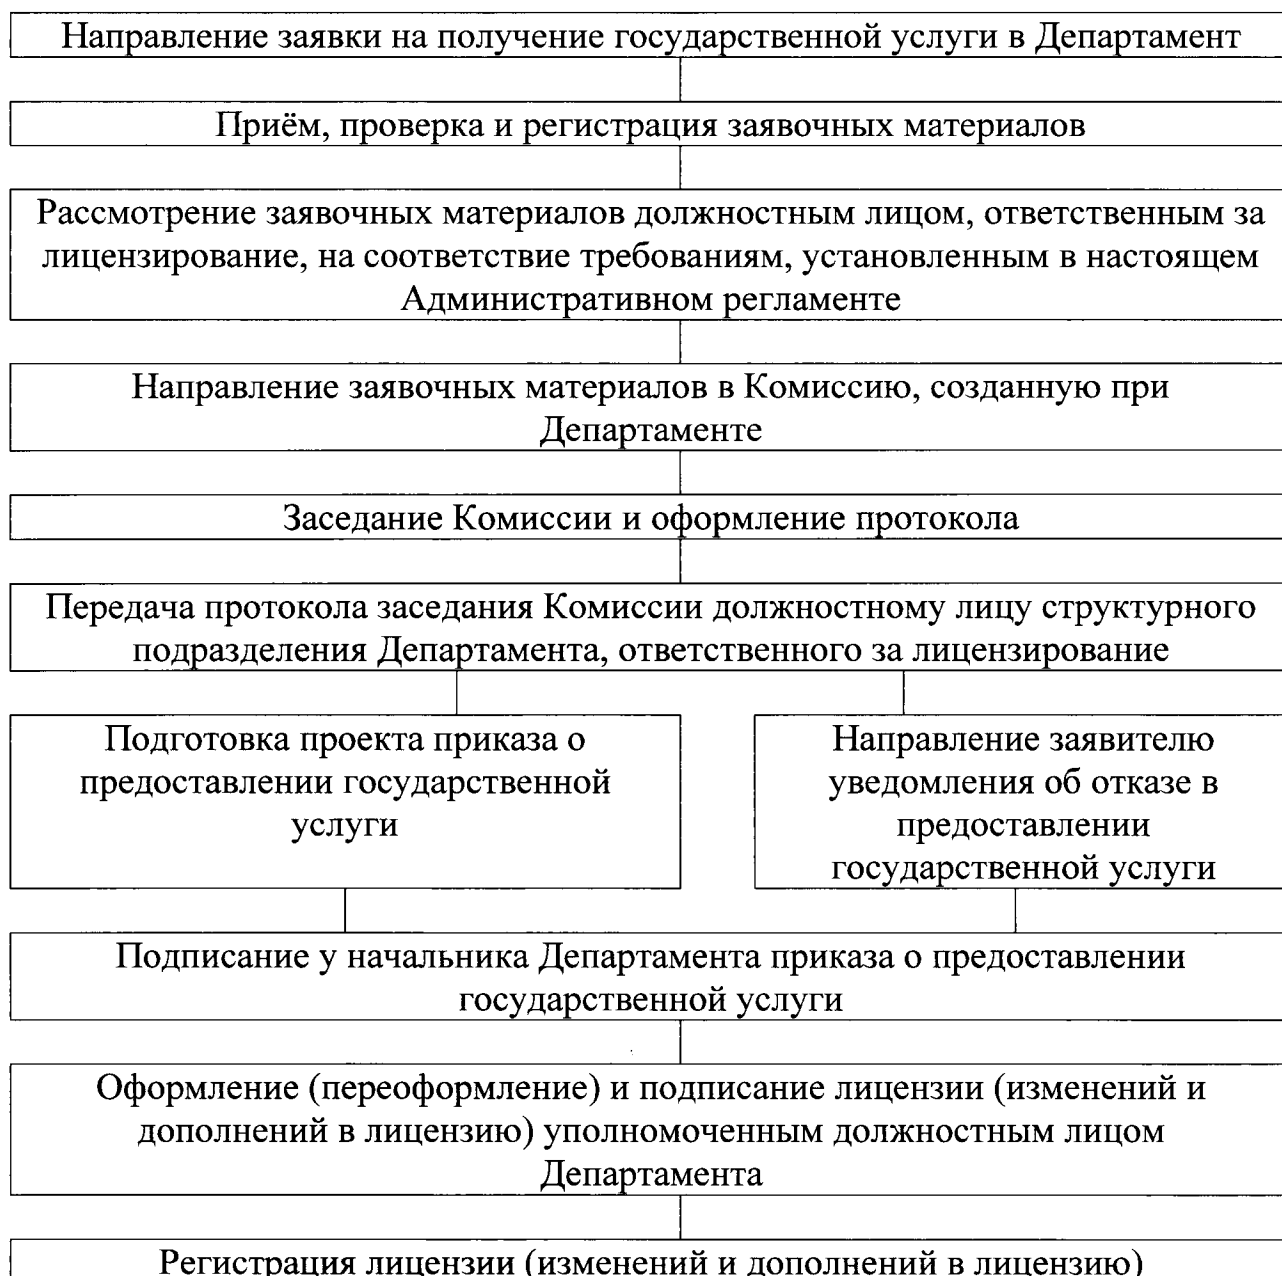 Направление заявки на получение государственной услуги в Департамент
Приём, проверка и регистрация заявочных материалов
Рассмотрение заявочных материалов должностным лицом, ответственным за
лицензирование, на соответствие требованиям, установленным в настоящем
Административном регламенте
Направление заявочных материалов в Комиссию, созданную при
Департаменте
Заседание Комиссии и оформление протокола
Передача протокола заседания Комиссии должностному лицу структурного
подразделения Департамента, ответственного за лицензирование
Подготовка проекта приказа о
предоставлении государственной
услуги
Направление заявителю
уведомления об отказе в
предоставлении
государственной услуги
Подписание у начальника Департамента приказа о предоставлении
государственной услуги
Оформление (переоформление) и подписание лицензии (изменений и
дополнений в лицензию) уполномоченным должностным лицом
Департамента
Регистрация лицензии (изменений и дополнений в лицензию)